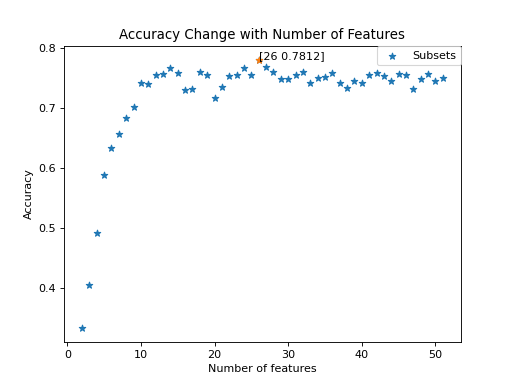 Accuracy Change with Number of Features
[26 0.7812]
Subsets
Accuracy
0.8
0.7
0.6
0.5
0.4
0 10 20 30 40 50
Number of features